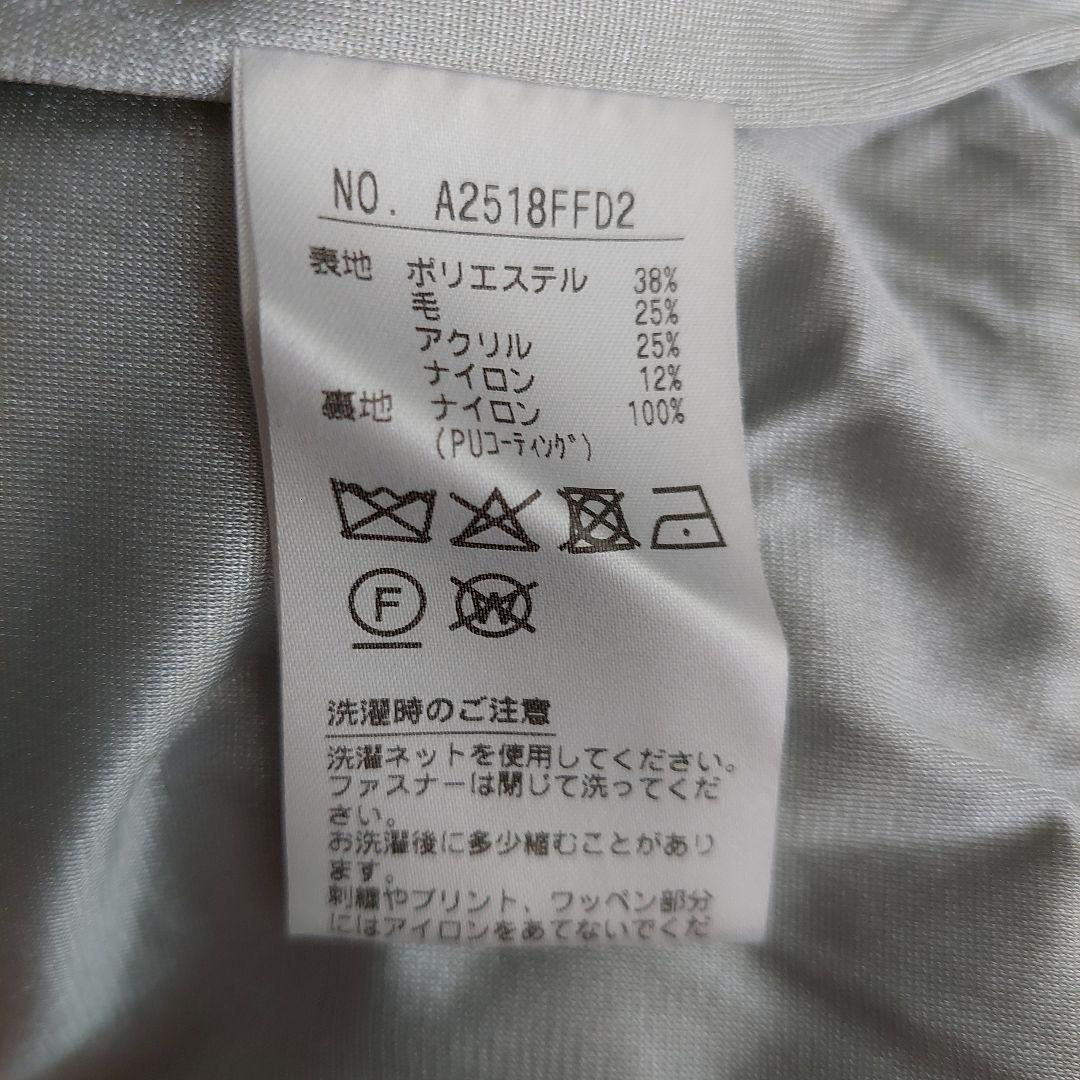 NO. A2518FFD2
表地 ポリエステル 38%
毛 25%
アクリル 25%
ナイロン 12%
裏地 ナイロン 100%
(PUｺｰﾃｨﾝｸﾞ)
F W
洗濯時のご注意
洗濯ネットを使用してください。
ファスナーは閉じて洗ってくだ
さい。
お洗濯後に多少縮むことがあり
ます。
刺繍やプリント、ワッペン部分
にはアイロンをあてないでくだ